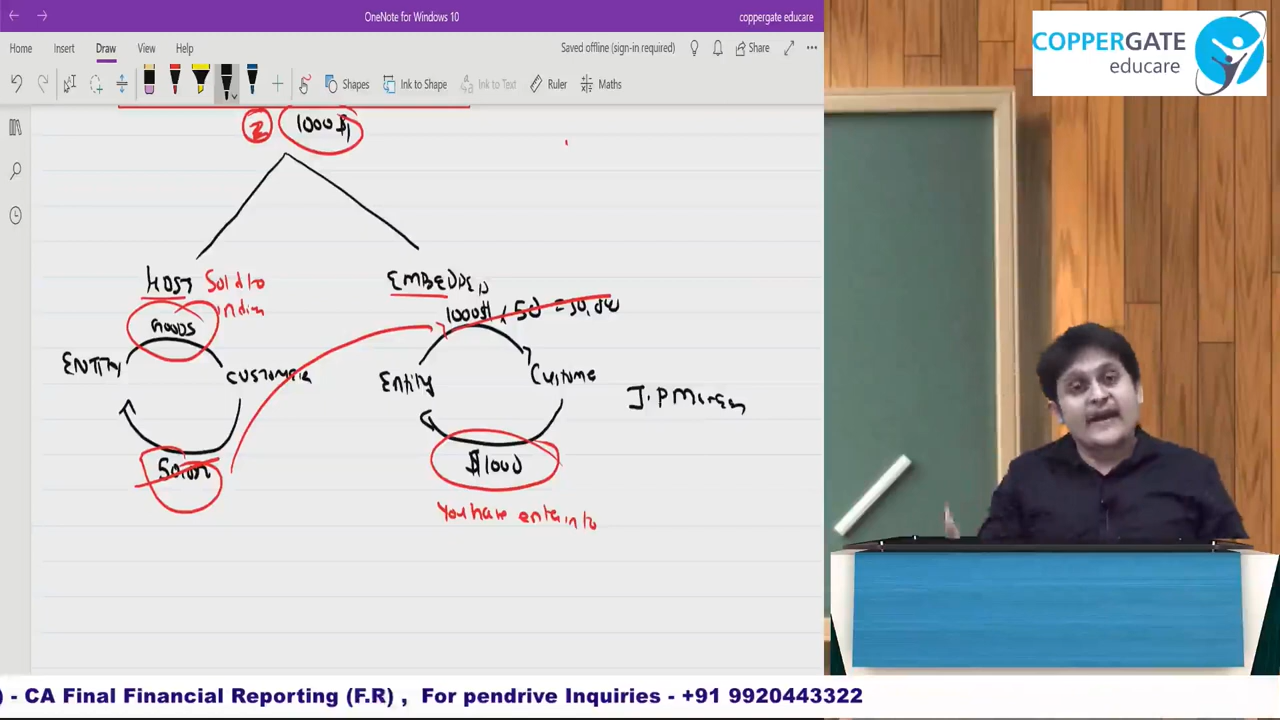 OneNote for Windows 10
coppergate educare
Home Insert Draw View Help
Saved offline (sign-in required)
Share
Shapes
Ink to Shape
Ink to Text
Ruler
Maths
COPPERGATE
educare
2 1000 $
HOST Sold to
indian
EMBEDDED
1000$ x 50 = 50,000
GOODS
ENTITY
CUSTOMER
Entity
Custome
J.P Morgan
50,000
$1000
You have enter into
) - CA Final Financial Reporting (F.R) , For pendrive Inquiries - +91 9920443322